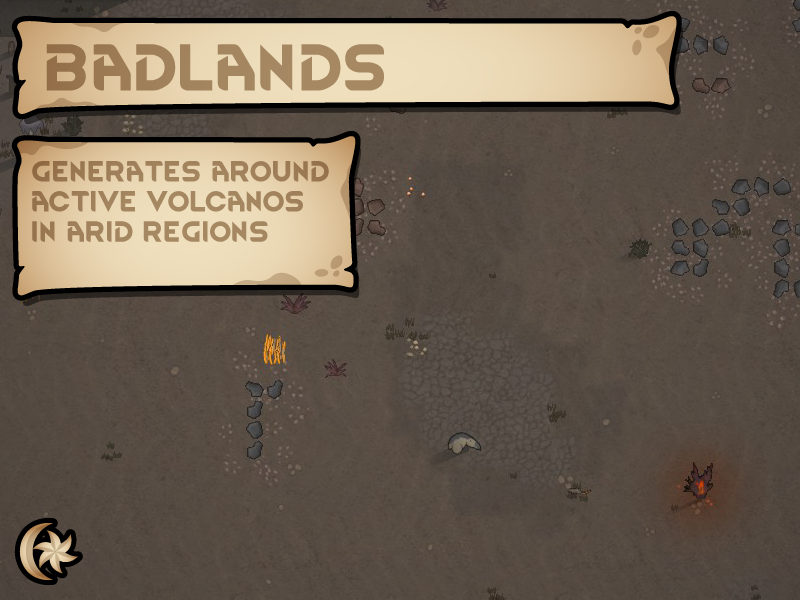 BADLANDS
GENERATES AROUND
ACTIVE VOLCANOS
IN ARID REGIONS